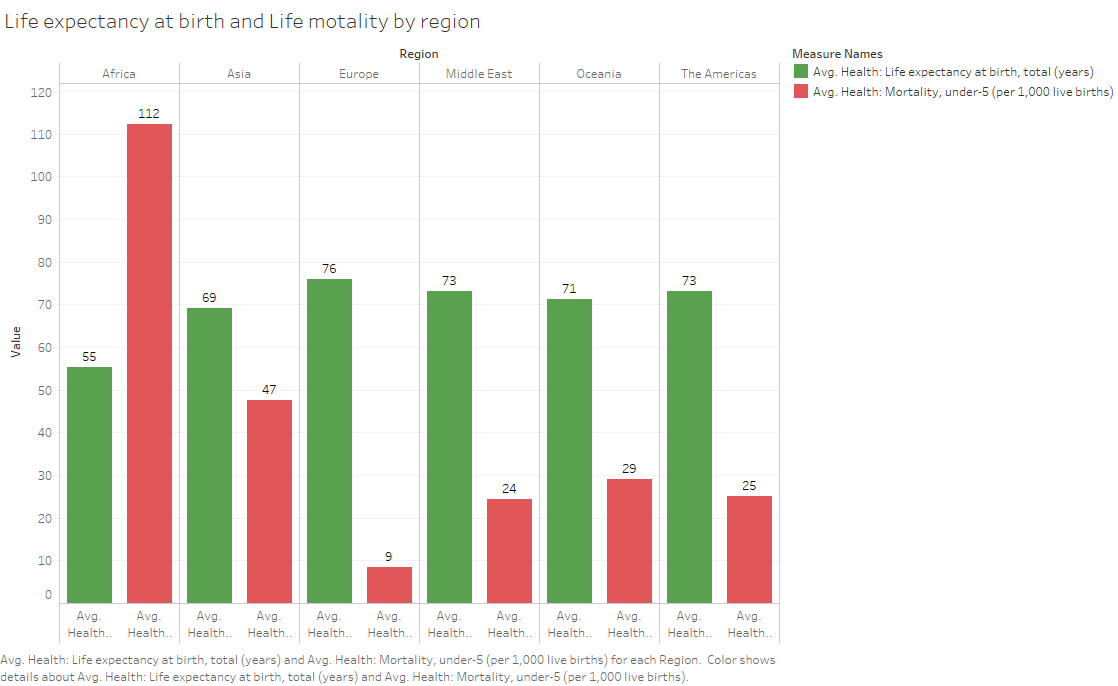 Life expectancy at birth and Life motality by region
Region
Africa Asia Europe Middle East Oceania The Americas
Measure Names
Avg. Health: Life expectancy at birth, total (years)
Avg. Health: Mortality, under-5 (per 1,000 live births)
Value
120
110
100
90
80
70
60
50
40
30
20
10
0
55 112 69 47 76 9 73 24 71 29 73 25
Avg. Avg. Avg. Avg. Avg. Avg. Avg. Avg. Avg. Avg. Avg. Avg.
Health.. Health.. Health.. Health.. Health.. Health.. Health.. Health.. Health.. Health.. Health.. Health..
Avg. Health: Life expectancy at birth, total (years) and Avg. Health: Mortality, under-5 (per 1,000 live births) for each Region.  Color shows
details about Avg. Health: Life expectancy at birth, total (years) and Avg. Health: Mortality, under-5 (per 1,000 live births).